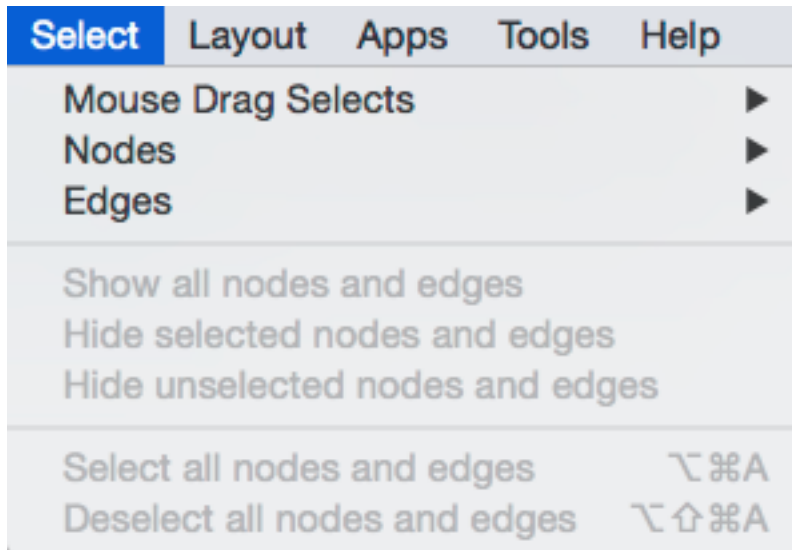 Select Layout Apps Tools Help
Mouse Drag Selects ▶
Nodes ▶
Edges ▶
Show all nodes and edges
Hide selected nodes and edges
Hide unselected nodes and edges
Select all nodes and edges ⌥⌘A
Deselect all nodes and edges ⌥⇧⌘A